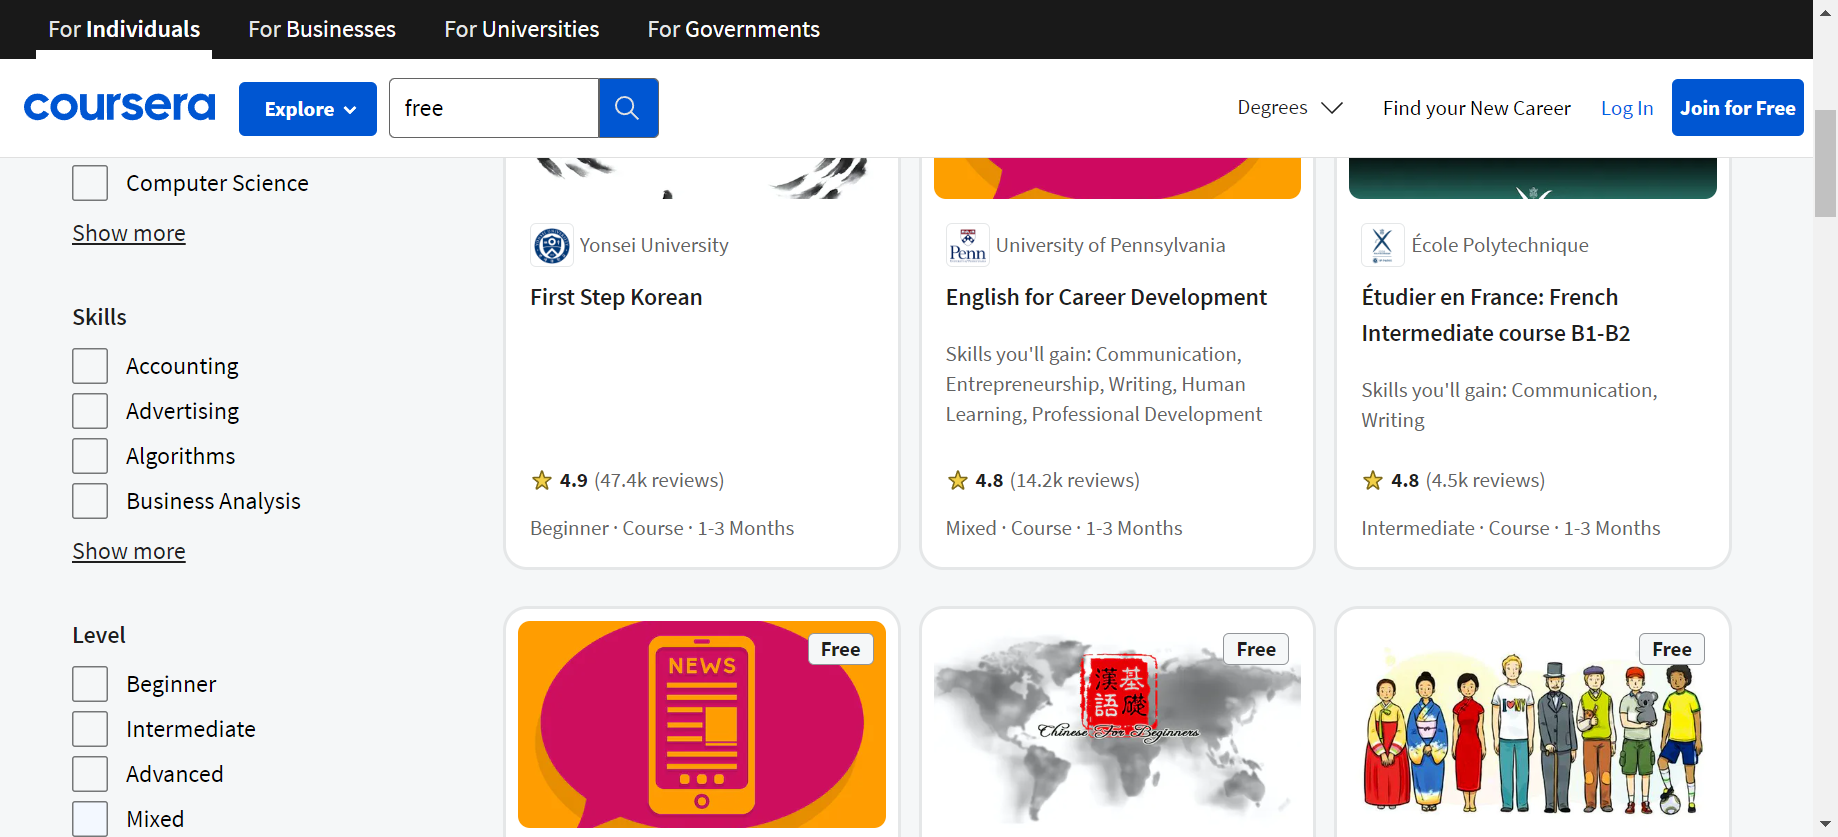 For Individuals
For Businesses
For Universities
For Governments
coursera
Explore
free
Degrees
Find your New Career
Log In
Join for Free
Computer Science
Show more
Skills
Accounting
Advertising
Algorithms
Business Analysis
Show more
Level
Beginner
Intermediate
Advanced
Mixed
Yonsei University
First Step Korean
4.9 (47.4k reviews)
Beginner · Course · 1-3 Months
Penn
University of Pennsylvania
English for Career Development
Skills you'll gain: Communication,
Entrepreneurship, Writing, Human
Learning, Professional Development
4.8 (14.2k reviews)
Mixed · Course · 1-3 Months
École Polytechnique
Étudier en France: French
Intermediate course B1-B2
Skills you'll gain: Communication,
Writing
4.8 (4.5k reviews)
Intermediate · Course · 1-3 Months
Free
NEWS
Free
基礎
漢語
Chinese For Beginners
Free
I ♥ NY